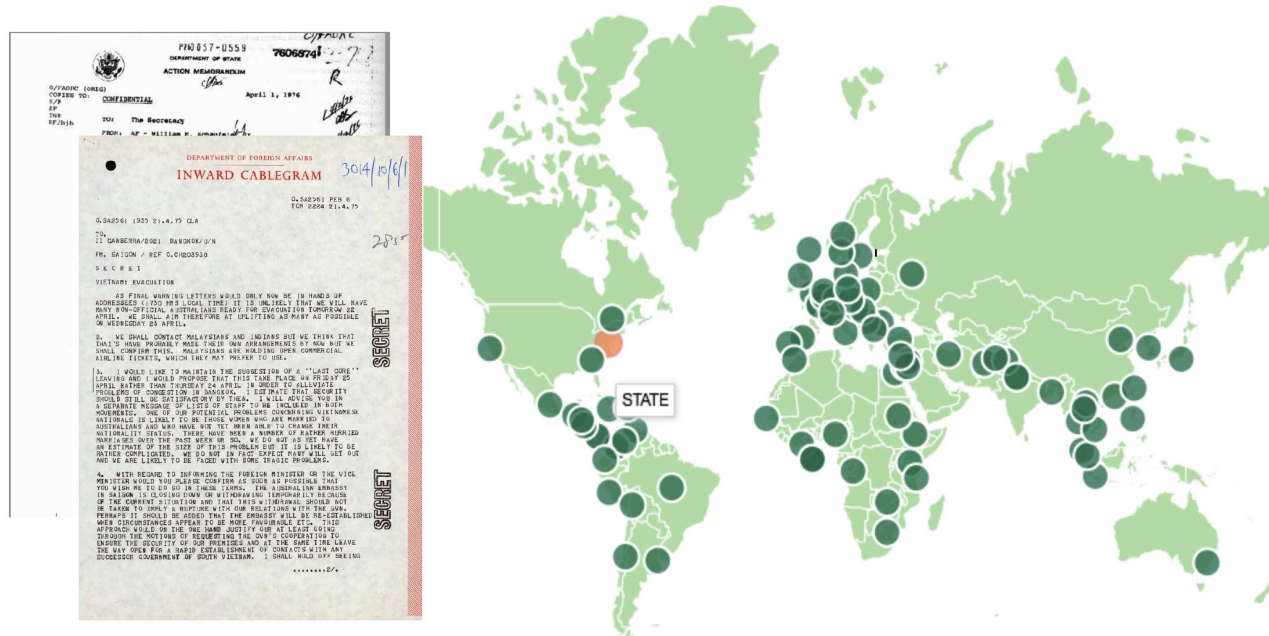 O/FADRC
P760057-0559
7606874
DEPARTMENT OF STATE
ACTION MEMORANDUM
R
O/FADRC (ORIG)
COPIES TO:
S/P
AF
INR
RF/hjh
CONFIDENTIAL
April 1, 1976
TO: The Secretary
FROM: AF - William E.
DEPARTMENT OF FOREIGN AFFAIRS
INWARD CABLEGRAM
3014/10/6/1
O.SA2561 PEB 6
TOR 2224 21.4.75
O.SA2561 1935 21.4.75 CLA
TO.
II CANBERRA/2021 BANGKOK/U/N
FM. SAIGON / REF O.CH203930
S E C R E T
VIETNAM: EVACUATION
AS FINAL WARNING LETTERS WOULD ONLY NOW BE IN HANDS OF
ADDRESSEES (1730 HRS LOCAL TIME) IT IS UNLIKELY THAT WE WILL HAVE
MANY NON-OFFICIAL AUSTRALIANS READY FOR EVACUATION TOMORROW 22
APRIL. WE SHALL AIM THEREFORE AT UPLIFTING AS MANY AS POSSIBLE
ON WEDNESDAY 23 APRIL.
2. WE SHALL CONTACT MALAYSIANS AND INDIANS BUT WE THINK THAT
THAI'S HAVE PROBABLY MADE THEIR OWN ARRANGEMENTS BY NOW BUT WE
SHALL CONFIRM THIS. MALAYSIANS ARE HOLDING OPEN COMMERCIAL
AIRLINE TICKETS, WHICH THEY MAY PREFER TO USE.
3. I WOULD LIKE TO MAINTAIN THE SUGGESTION OF A ''LAST CORE''
LEAVING AND I WOULD PROPOSE THAT THIS TAKE PLACE ON FRIDAY 25
APRIL RATHER THAN THURSDAY 24 APRIL IN ORDER TO ALLEVIATE
PROBLEMS OF CONGESTION IN BANGKOK. I ESTIMATE THAT SECURITY
SHOULD STILL BE SATISFACTORY BY THEN. I WILL ADVISE YOU IN
A SEPARATE MESSAGE OF LISTS OF STAFF TO BE INCLUDED IN BOTH
MOVEMENTS. ONE OF OUR POTENTIAL PROBLEMS CONCERNING VIETNAMESE
NATIONALS IS LIKELY TO BE THOSE WOMEN WHO ARE MARRIED TO
AUSTRALIANS AND WHO HAVE NOT YET BEEN ABLE TO CHANGE THEIR
NATIONALITY STATUS. THERE HAVE BEEN A NUMBER OF RATHER HURRIED
MARRIAGES OVER THE PAST WEEK OR SO. WE DO NOT AS YET HAVE
AN ESTIMATE OF THE SIZE OF THIS PROBLEM BUT IT IS LIKELY TO BE
RATHER COMPLICATED. WE DO NOT IN FACT EXPECT MANY WILL GET OUT
AND WE ARE LIKELY TO BE FACED WITH SOME TRAGIC PROBLEMS.
4. WITH REGARD TO INFORMING THE FOREIGN MINISTER OR THE VICE
MINISTER WOULD YOU PLEASE CONFIRM AS SOON AS POSSIBLE THAT
YOU WISH ME TO DO SO IN THESE TERMS. THE AUSTRALIAN EMBASSY
IN SAIGON IS CLOSING DOWN OR WITHDRAWING TEMPORARILY BECAUSE
OF THE CURRENT SITUATION AND THAT THIS WITHDRAWAL SHOULD NOT
BE TAKEN TO IMPLY A RUPTURE WITH OUR RELATIONS WITH THE GVN.
PERHAPS IT SHOULD BE ADDED THAT THE EMBASSY WILL BE RE-ESTABLISHED
WHEN CIRCUMSTANCES APPEAR TO BE MORE FAVOURABLE ETC. THIS
APPROACH WOULD ON THE ONE HAND JUSTIFY OUR AT LEAST GOING
THROUGH THE MOTIONS OF REQUESTING THE GVN'S COOPERATION TO
ENSURE THE SECURITY OF OUR PREMISES AND AT THE SAME TIME LEAVE
THE WAY OPEN FOR A RAPID ESTABLISHMENT OF CONTACTS WITH ANY
SUCCESSOR GOVERNMENT OF SOUTH VIETNAM. I SHALL HOLD OFF SEEING
........2/.
SECRET
SECRET
STATE